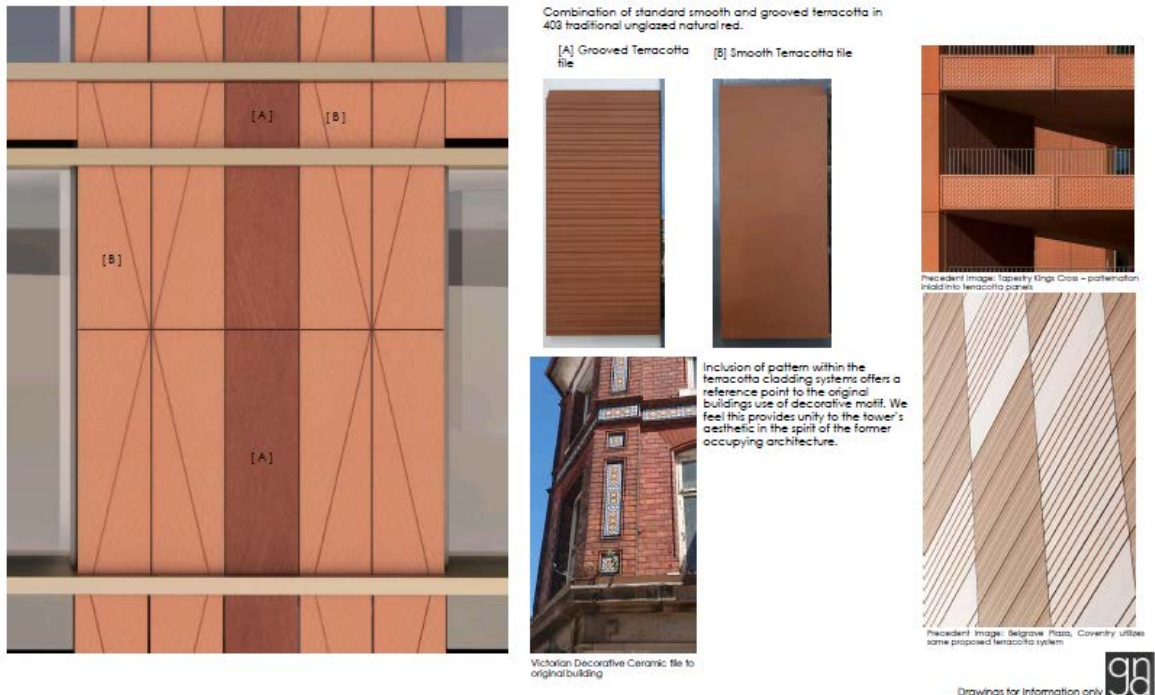 Combination of standard smooth and grooved terracotta in
403 traditional unglazed natural red.
[A] Grooved Terracotta
tile
[B] Smooth Terracotta tile
[A]
[B]
[B]
[A]
Precedent Image: Tapestry Kings Cross – patternation
inlaid into terracotta panels
Inclusion of pattern within the
terracotta cladding systems offers a
reference point to the original
buildings use of decorative motif. We
feel this provides unity to the tower's
aesthetic in the spirit of the former
occupying architecture.
Victorian Decorative Ceramic tile to
original building
Precedent Image: Belgrave Plaza, Coventry utilizes
same proposed terracotta system
Drawings for Information only
gnd